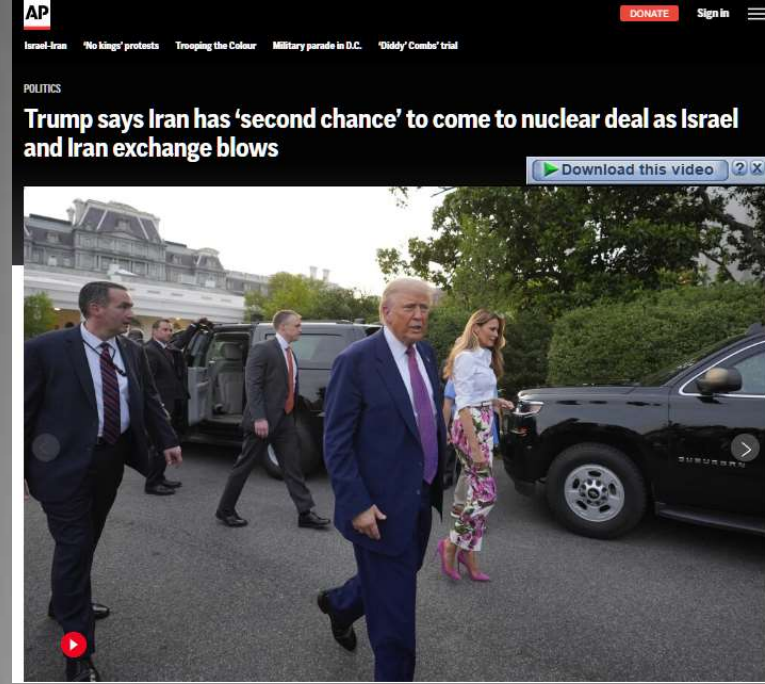 AP
DONATE
Sign in
Israel-Iran
‘No kings’ protests
Trooping the Colour
Military parade in D.C.
‘Diddy’ Combs’ trial
POLITICS
Trump says Iran has ‘second chance’ to come to nuclear deal as Israel
and Iran exchange blows
Download this video
?
X
SUBURBAN